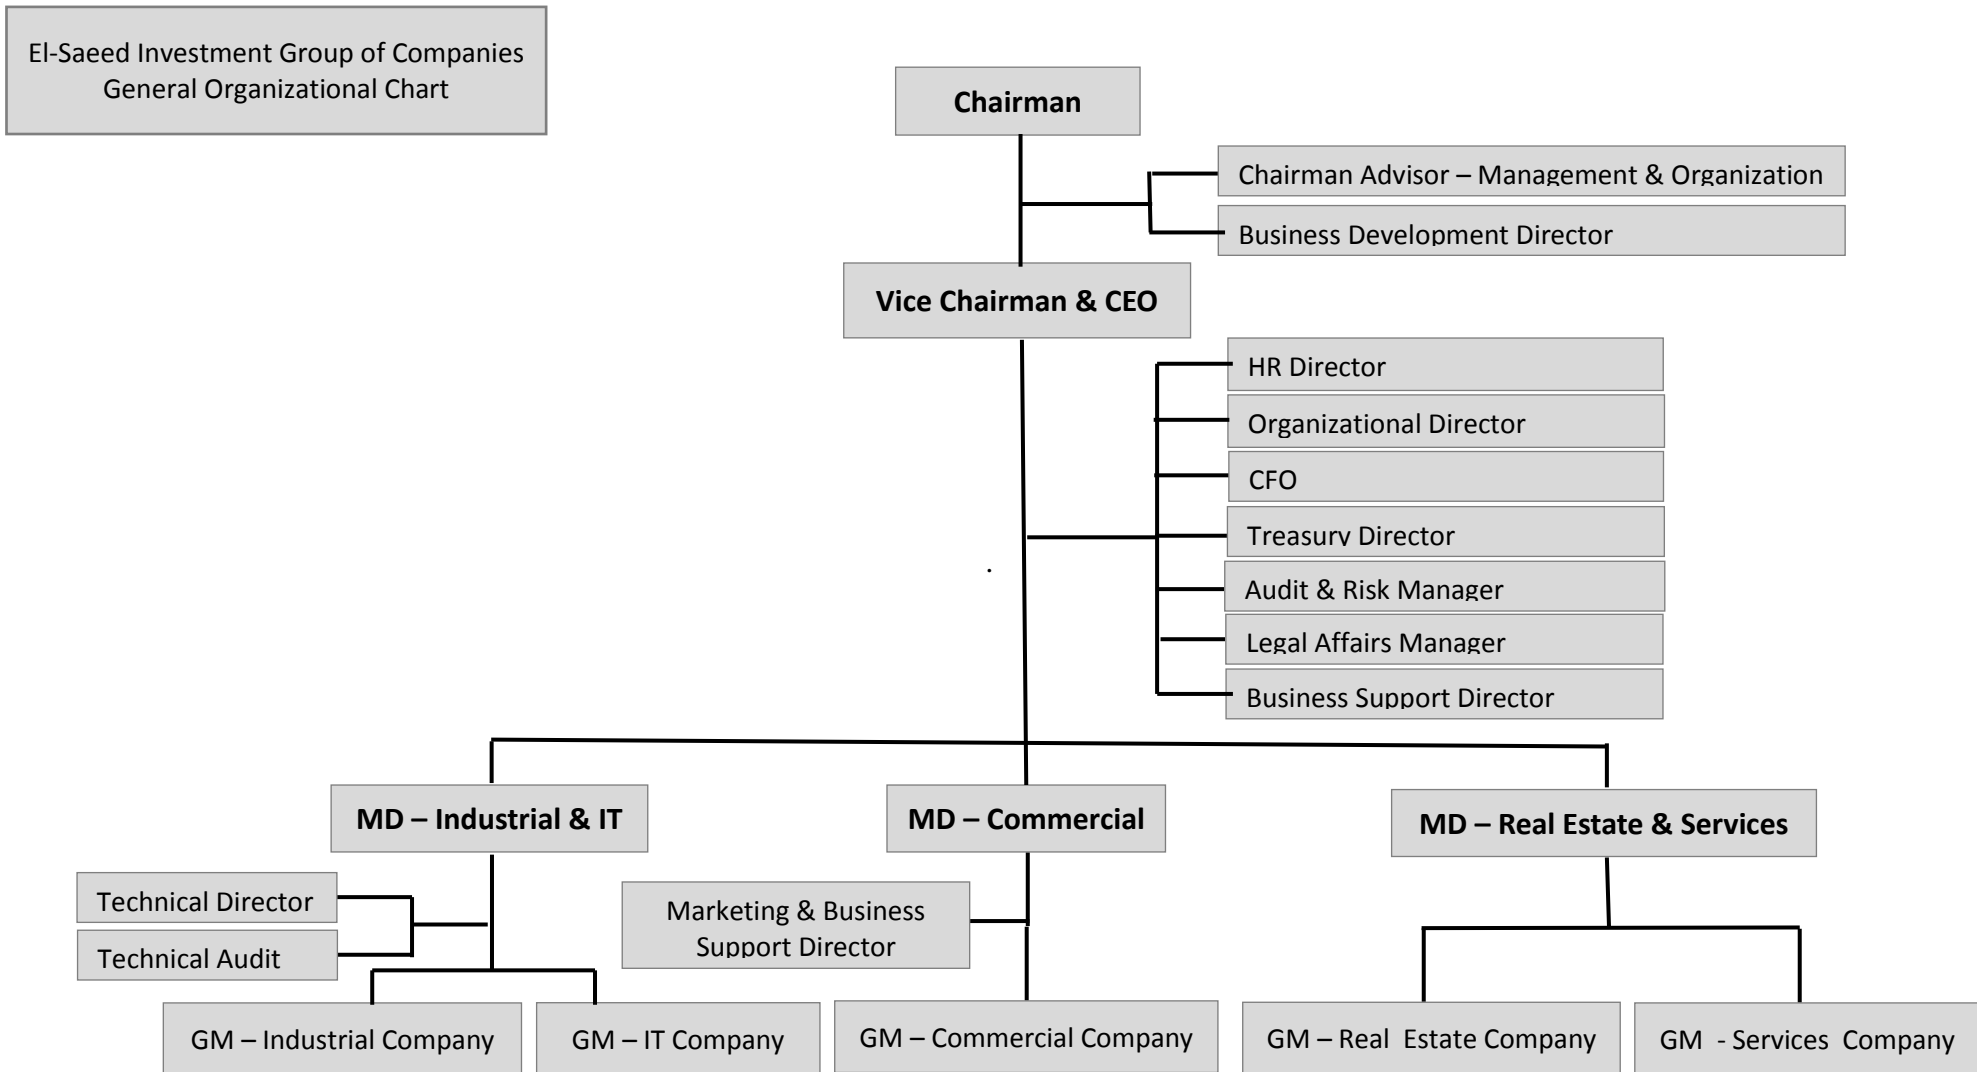 El-Saeed Investment Group of Companies
General Organizational Chart
Chairman
Chairman Advisor – Management & Organization
Business Development Director
Vice Chairman & CEO
HR Director
Organizational Director
CFO
Treasury Director
Audit & Risk Manager
Legal Affairs Manager
Business Support Director
MD – Industrial & IT
MD – Commercial
MD – Real Estate & Services
Technical Director
Technical Audit
Marketing & Business
Support Director
GM – Industrial Company
GM – IT Company
GM – Commercial Company
GM – Real Estate Company
GM - Services Company